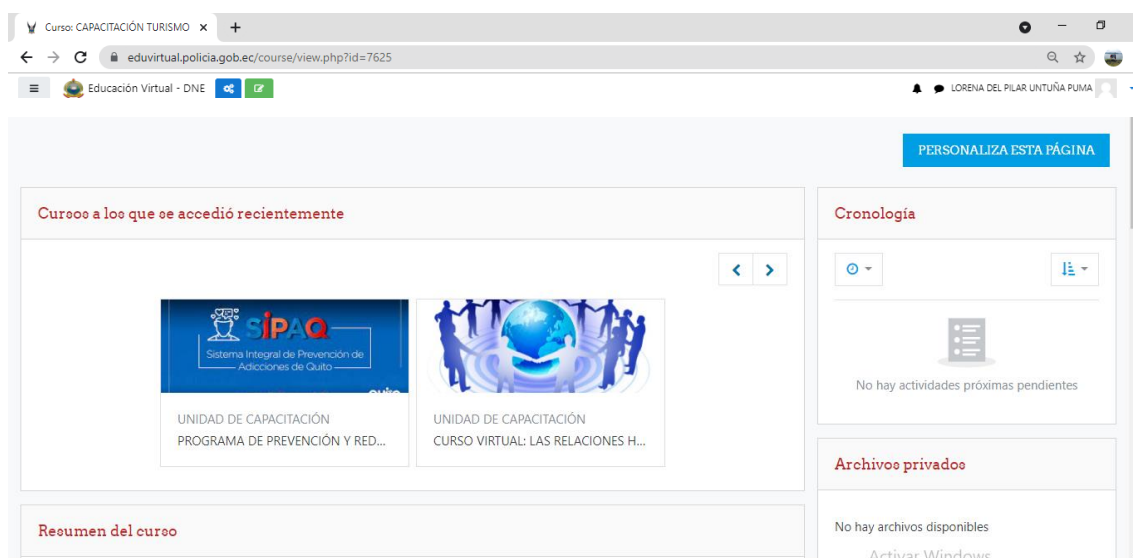 Curso: CAPACITACIÓN TURISMO
eduvirtual.policia.gob.ec/course/view.php?id=7625
Educación Virtual - DNE
LORENA DEL PILAR UNTUÑA PUMA
PERSONALIZA ESTA PÁGINA
Cursos a los que se accedió recientemente
SIPAQ
Sistema Integral de Prevención de
Adicciones de Quito
UNIDAD DE CAPACITACIÓN
PROGRAMA DE PREVENCIÓN Y RED...
UNIDAD DE CAPACITACIÓN
CURSO VIRTUAL: LAS RELACIONES H...
Resumen del curso
Cronología
No hay actividades próximas pendientes
Archivos privados
No hay archivos disponibles
Activar Windows